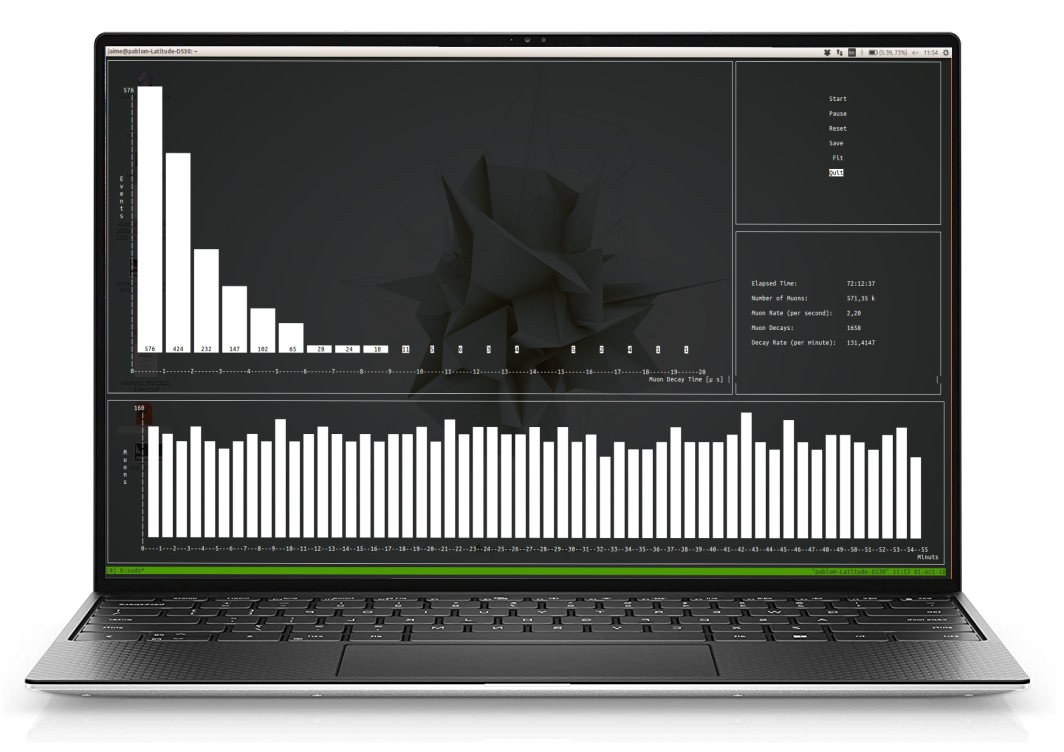 jaime@pablom-Latitude-D530: ~
(5:39, 73%) 11:54
576
Events
576 424 232 147 102 65 28 24 18 11 5 6 3 4 5 2 4 1 1
0------1------2------3------4------5------6------7------8------9------10-----11-----12-----13-----14-----15-----16-----17-----18-----19-----20
Muon Decay Time [µ s]
Start
Pause
Reset
Save
Fit
Quit
Elapsed Time: 72:12:37
Number of Muons: 571,35 k
Muon Rate (per second): 2,20
Muon Decays: 1658
Decay Rate (per minute): 131,4147
160
Muons
0----1---2---3---4---5---6---7---8---9---10--11--12--13--14--15--16--17--18--19--20--21--22--23--24--25--26--27--28--29--30--31--32--33--34--35--36--37--38--39--40--41--42--43--44--45--46--47--48--49--50--51--52--53--54--55
Minuts
[4] 0:sudo* "pablom-Latitude-D530" 11:53 01-oct-